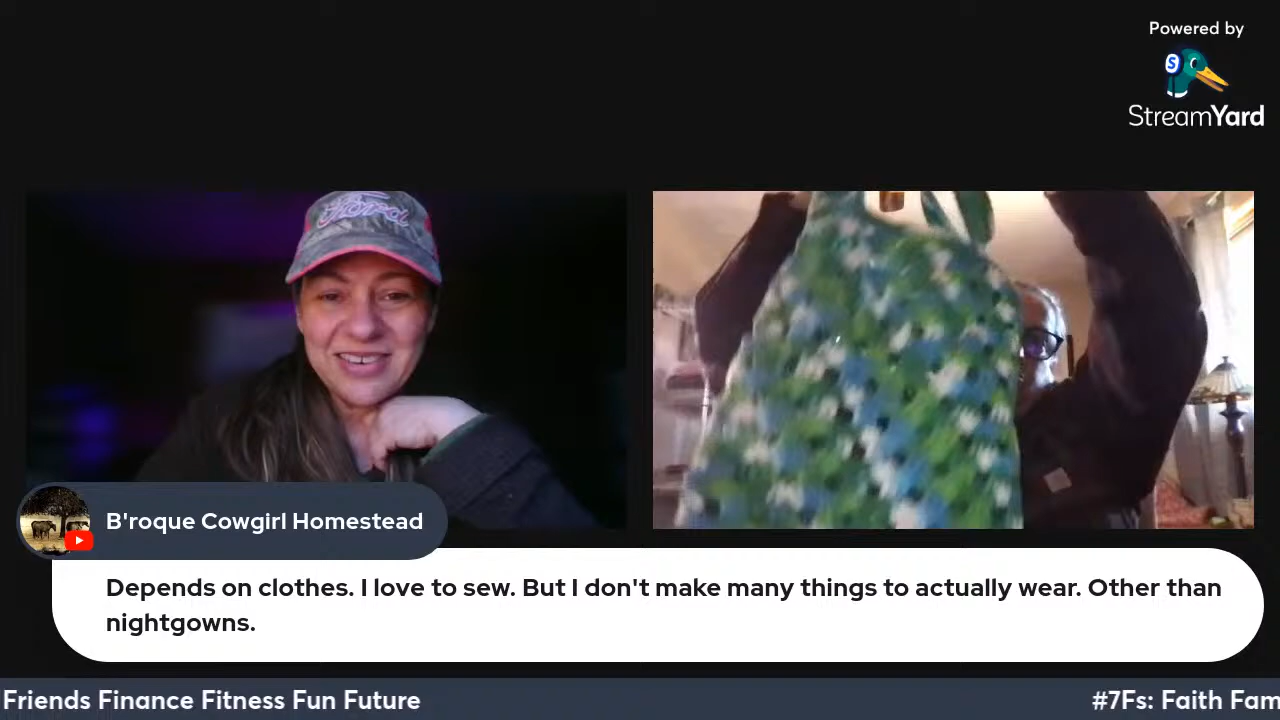 Powered by
StreamYard
Ford
B'roque Cowgirl Homestead
Depends on clothes. I love to sew. But I don't make many things to actually wear. Other than
nightgowns.
Friends Finance Fitness Fun Future
#7Fs: Faith Fam